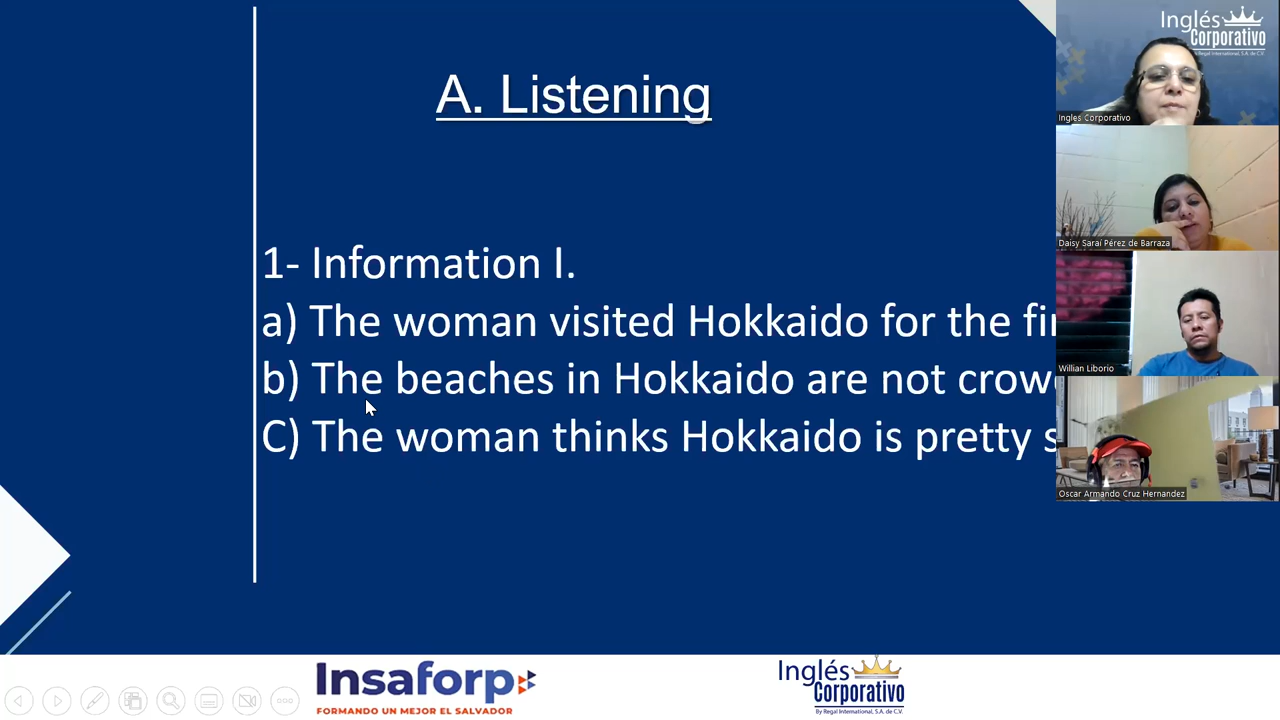 A. Listening
1- Information I.
a) The woman visited Hokkaido for the
b) The beaches in Hokkaido are not
C) The woman thinks Hokkaido is pretty
Insaforp
FORMANDO UN MEJOR EL SALVADOR
Inglés
Corporativo
By Regal International, S.A. de C.V.
Inglés
Corporativo
By Regal International, S.A. de C.V.
Ingles Corporativo
Daisy Saraí Pérez de Barraza
Willian Liborio
Oscar Armando Cruz Hernandez